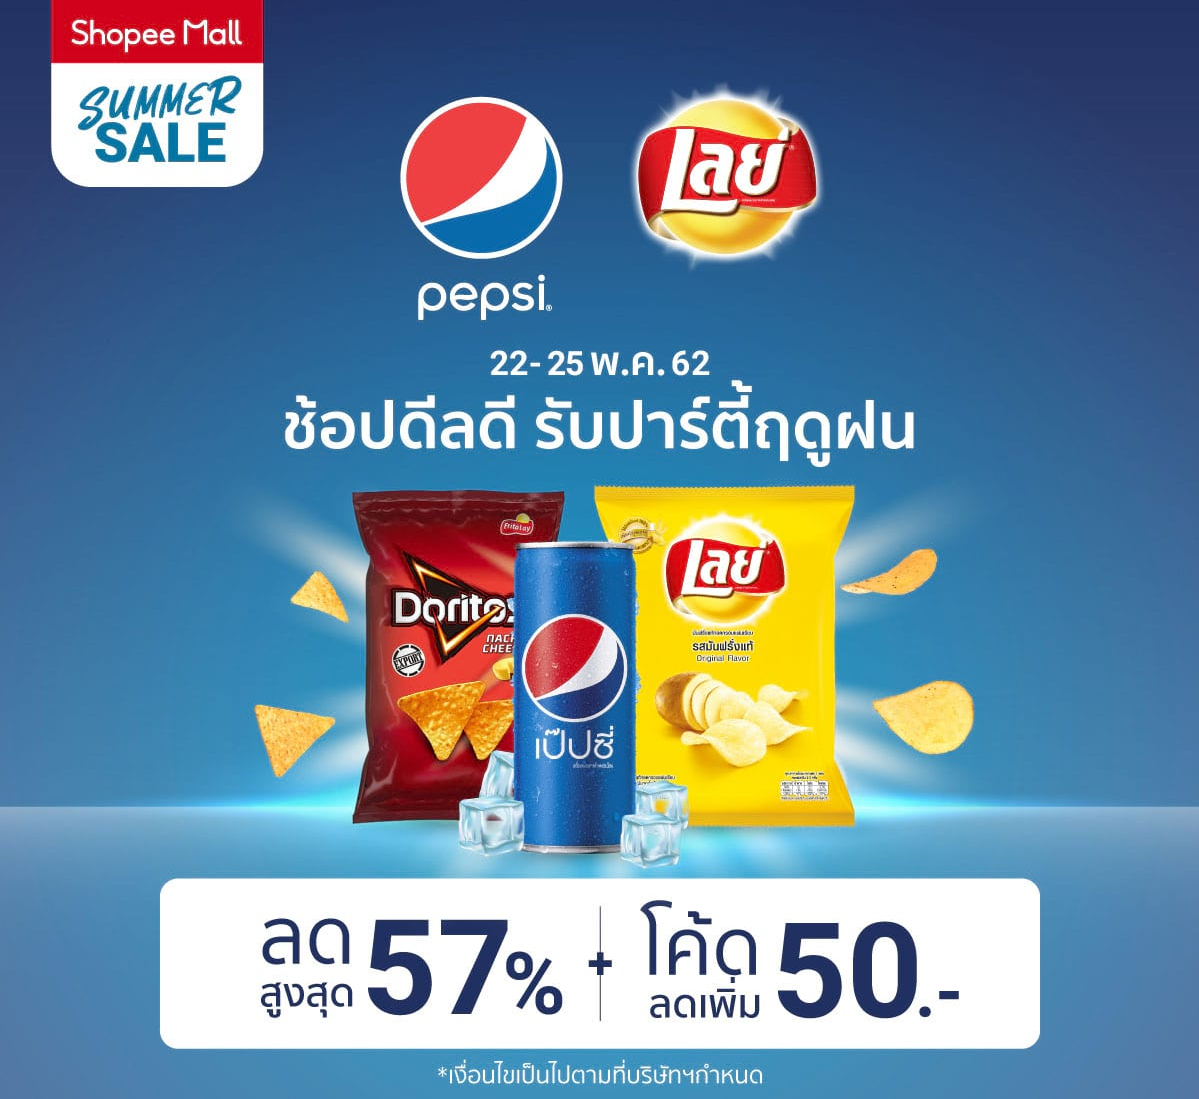 Shopee Mall
SUMMER
SALE
pepsi®
เลย์®
22-25 พ.ค. 62
ช้อปดีลดี รับปาร์ตี้ฤดูฝน
FritoLay
Doritos
NACH
CHEE
EXPORT
เป๊ปซี่
เลย์
รสมันฝรั่งแท้
Original Flavor
ลด
สูงสุด
57%
+
โค้ด
ลดเพิ่ม
50.-
*เงื่อนไขเป็นไปตามที่บริษัทฯกำหนด